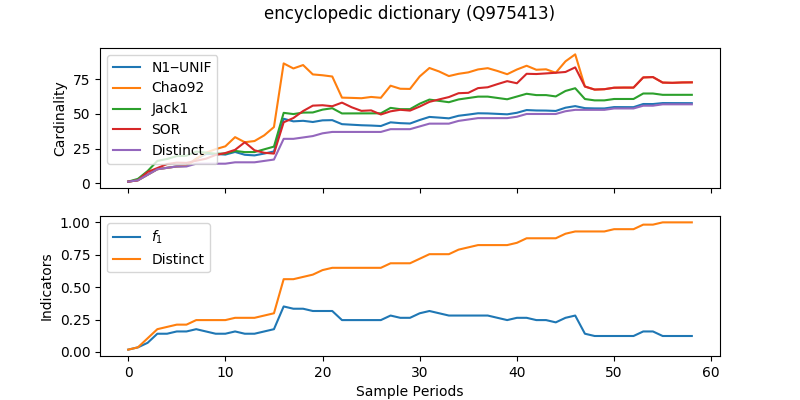 encyclopedic dictionary (Q975413)
Cardinality
75
50
25
0
N1−UNIF
Chao92
Jack1
SOR
Distinct
Indicators
1.00
0.75
0.50
0.25
0.00
f1
Distinct
0 10 20 30 40 50 60
Sample Periods